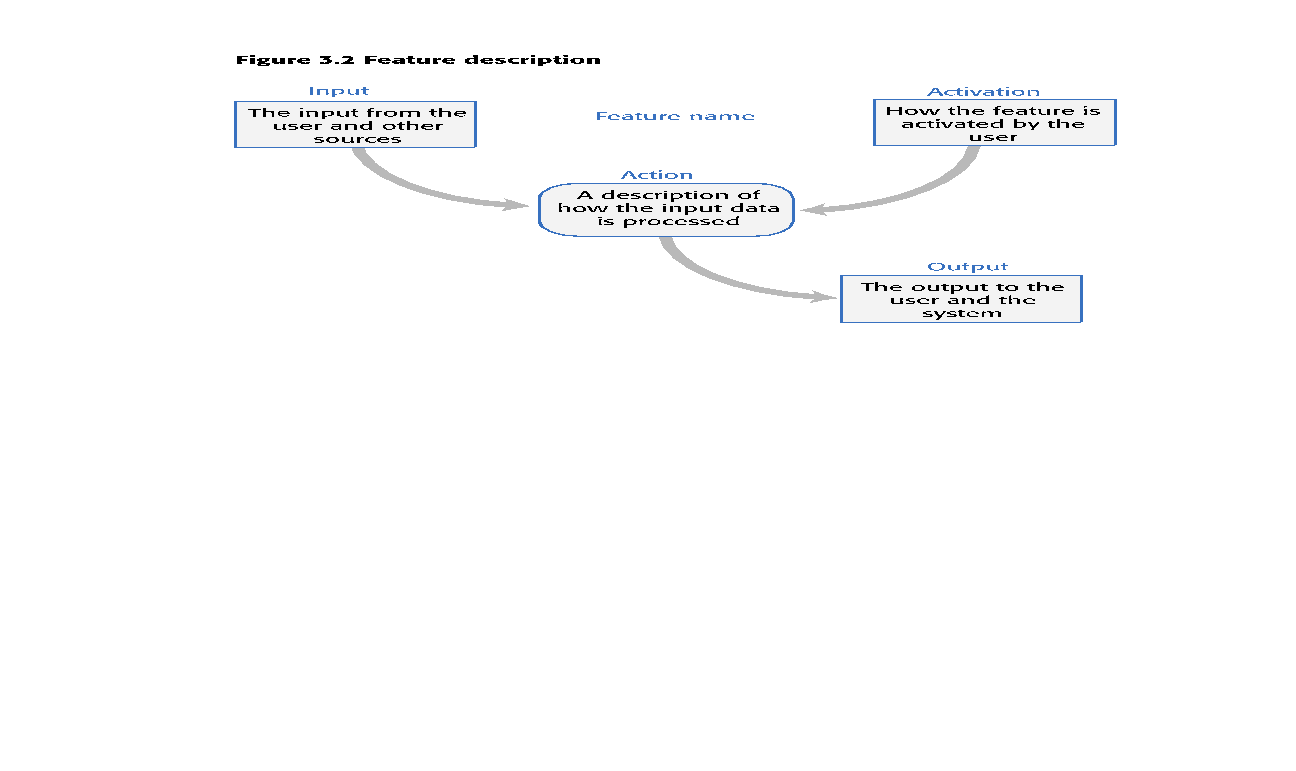 Figure 3.2 Feature description
Input
The input from the
user and other
sources
Feature name
Activation
How the feature is
activated by the
user
Action
A description of
how the input data
is processed
Output
The output to the
user and the
system